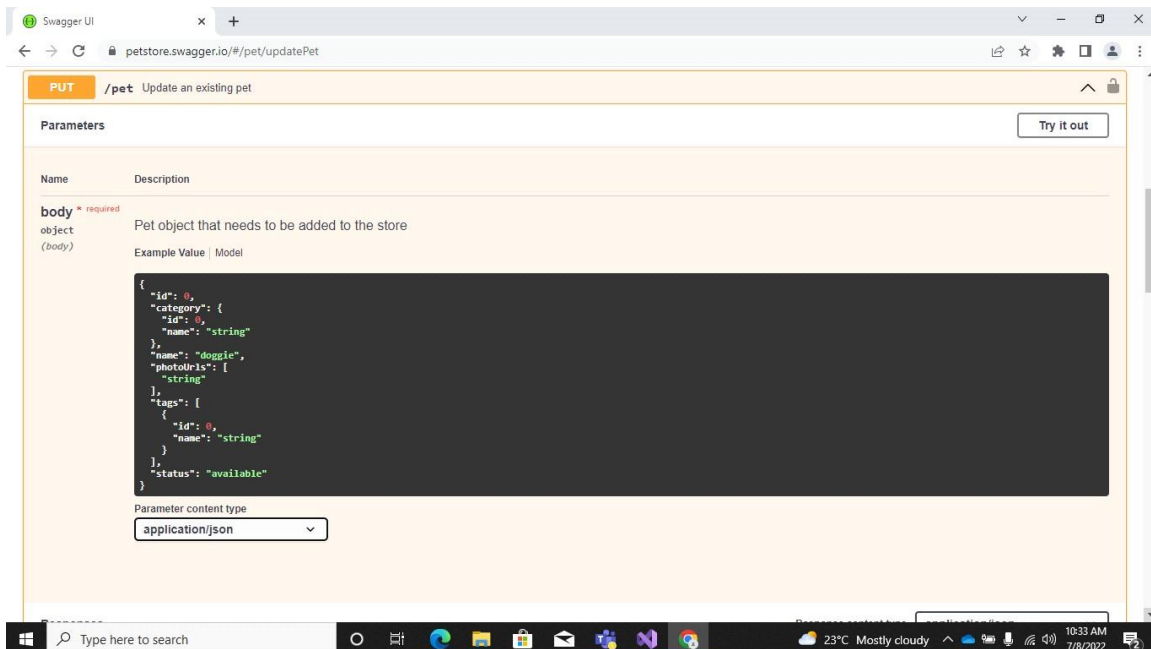 Swagger UI
petstore.swagger.io/#/pet/updatePet
PUT /pet Update an existing pet
Parameters Try it out
Name Description
body * required
object
(body)
Pet object that needs to be added to the store
Example Value | Model
{
"id": 0,
"category": {
"id": 0,
"name": "string"
},
"name": "doggie",
"photoUrls": [
"string"
],
"tags": [
{
"id": 0,
"name": "string"
}
],
"status": "available"
}
Parameter content type
application/json
Type here to search
23°C Mostly cloudy
10:33 AM
7/8/2022
2